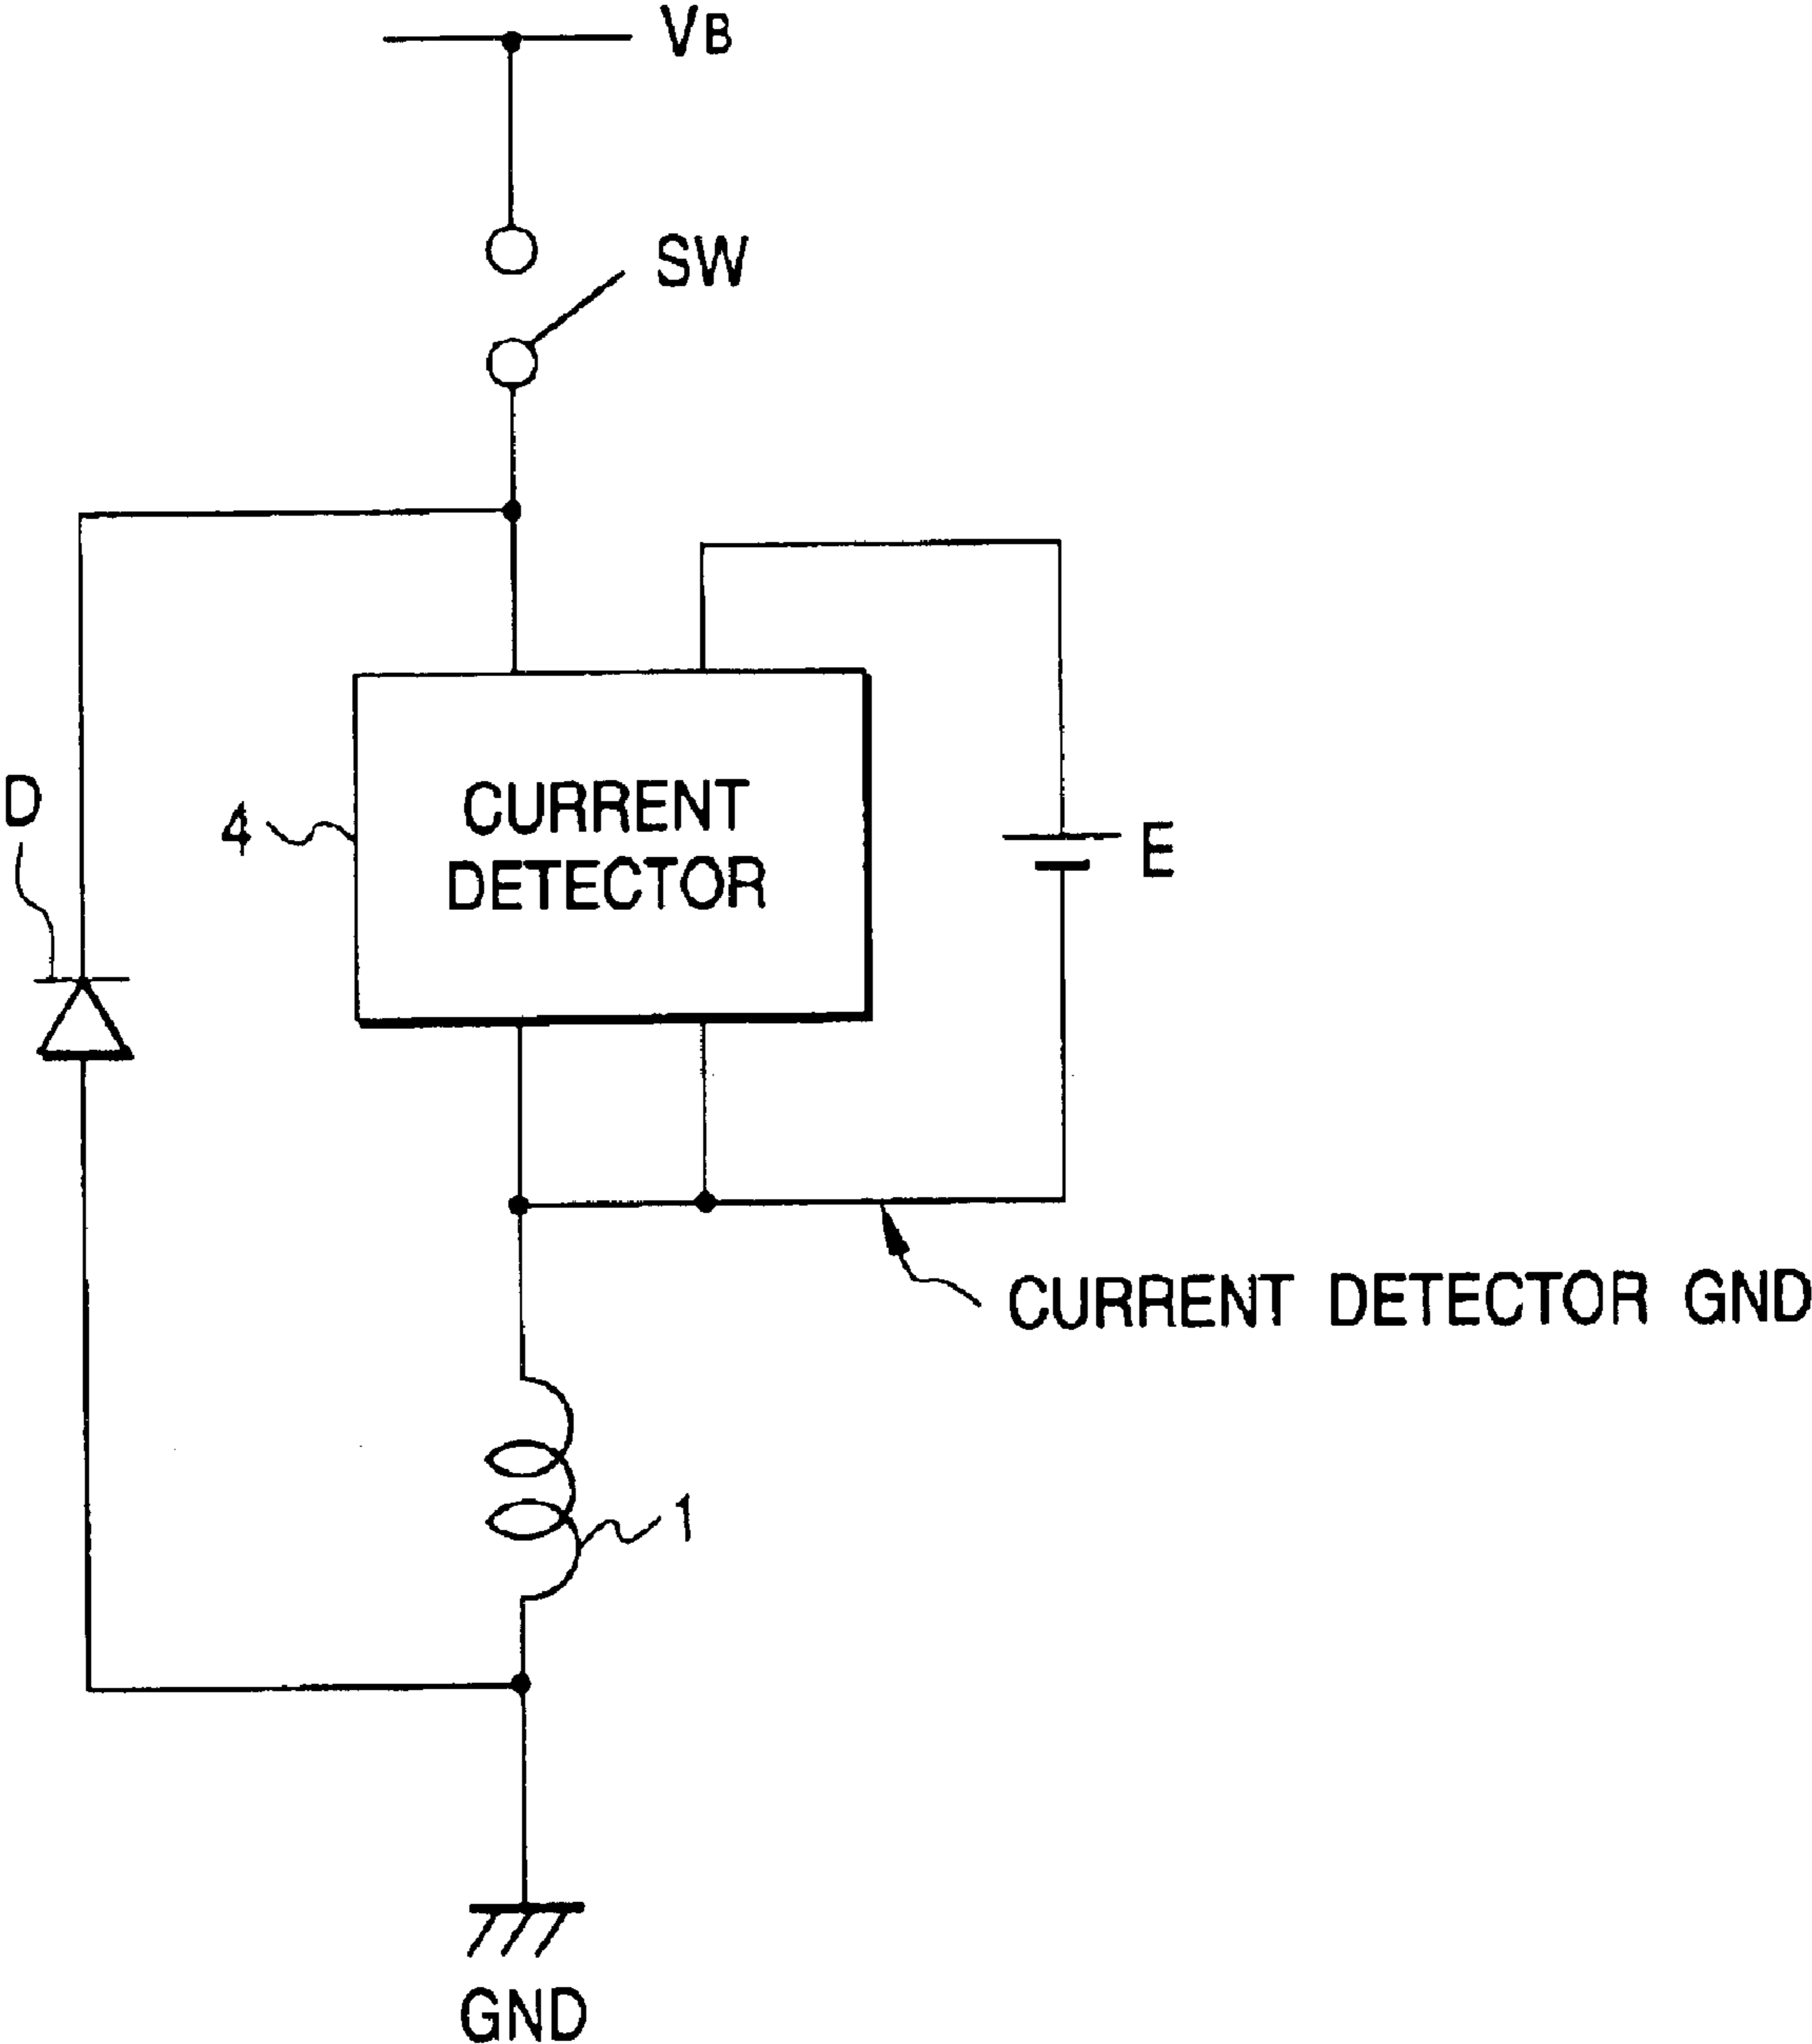 VB
SW
D
4
CURRENT
DETECTOR
E
CURRENT DETECTOR GND
1
GND